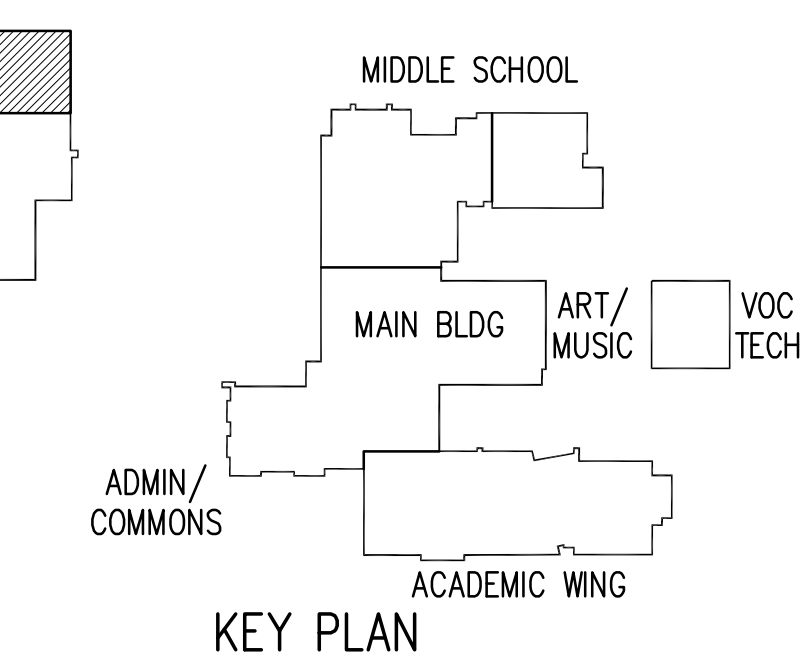 MIDDLE SCHOOL
MAIN BLDG
ART/
MUSIC
VOC
TECH
ADMIN/
COMMONS
ACADEMIC WING
KEY PLAN